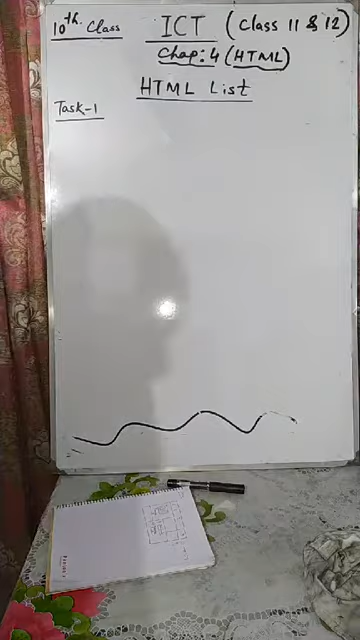 10th. Class ICT (Class 11 & 12)
Chap: 4 (HTML)
HTML List
Task-1